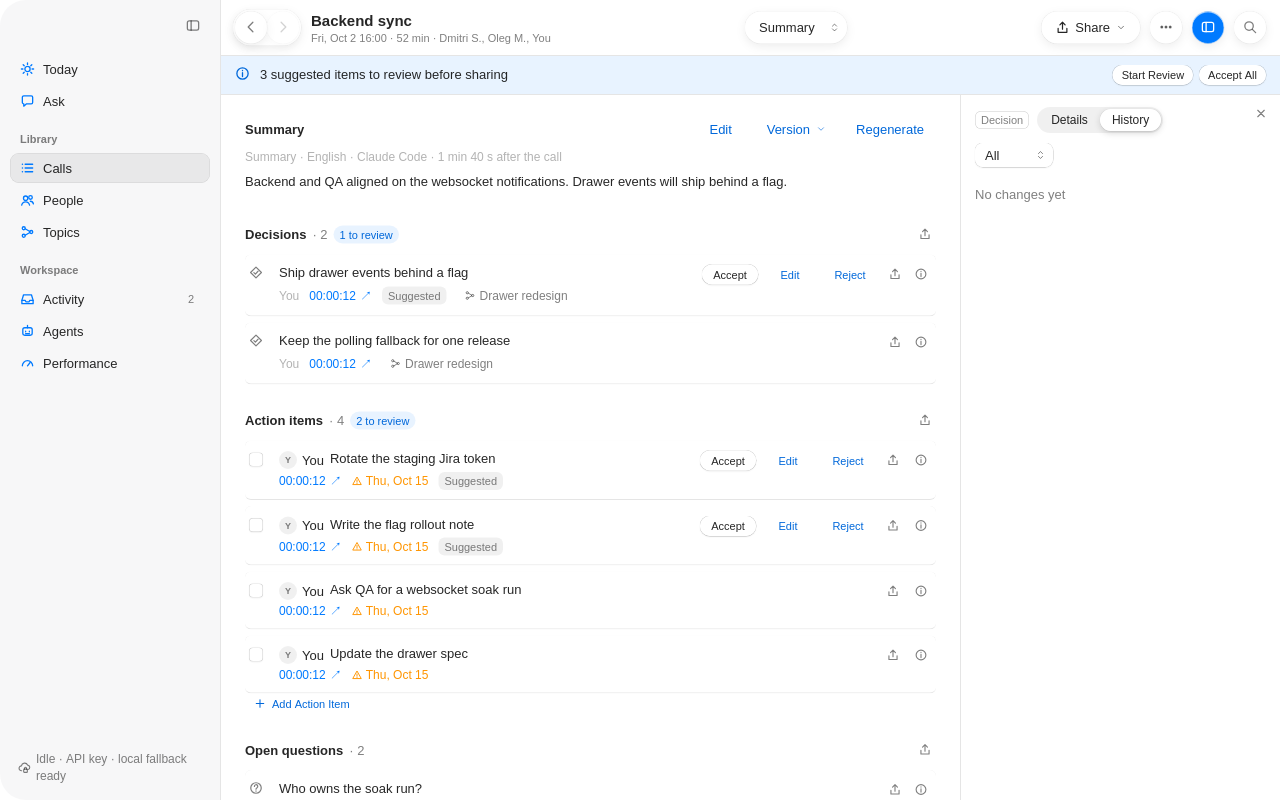 Backend sync
Fri, Oct 2 16:00 · 52 min · Dmitri S., Oleg M., You
Summary
Share
Today
Ask
Library
Calls
People
Topics
Workspace
Activity 2
Agents
Performance
Idle · API key · local fallback
ready
3 suggested items to review before sharing
Start Review
Accept All
Summary
Edit
Version
Regenerate
Summary · English · Claude Code · 1 min 40 s after the call
Backend and QA aligned on the websocket notifications. Drawer events will ship behind a flag.
Decisions · 2 1 to review
Ship drawer events behind a flag
Accept Edit Reject
You 00:00:12 Suggested Drawer redesign
Keep the polling fallback for one release
You 00:00:12 Drawer redesign
Action items · 4 2 to review
Y You Rotate the staging Jira token
Accept Edit Reject
00:00:12 Thu, Oct 15 Suggested
Y You Write the flag rollout note
Accept Edit Reject
00:00:12 Thu, Oct 15 Suggested
Y You Ask QA for a websocket soak run
00:00:12 Thu, Oct 15
Y You Update the drawer spec
00:00:12 Thu, Oct 15
Add Action Item
Open questions · 2
Who owns the soak run?
Decision
Details
History
All
No changes yet